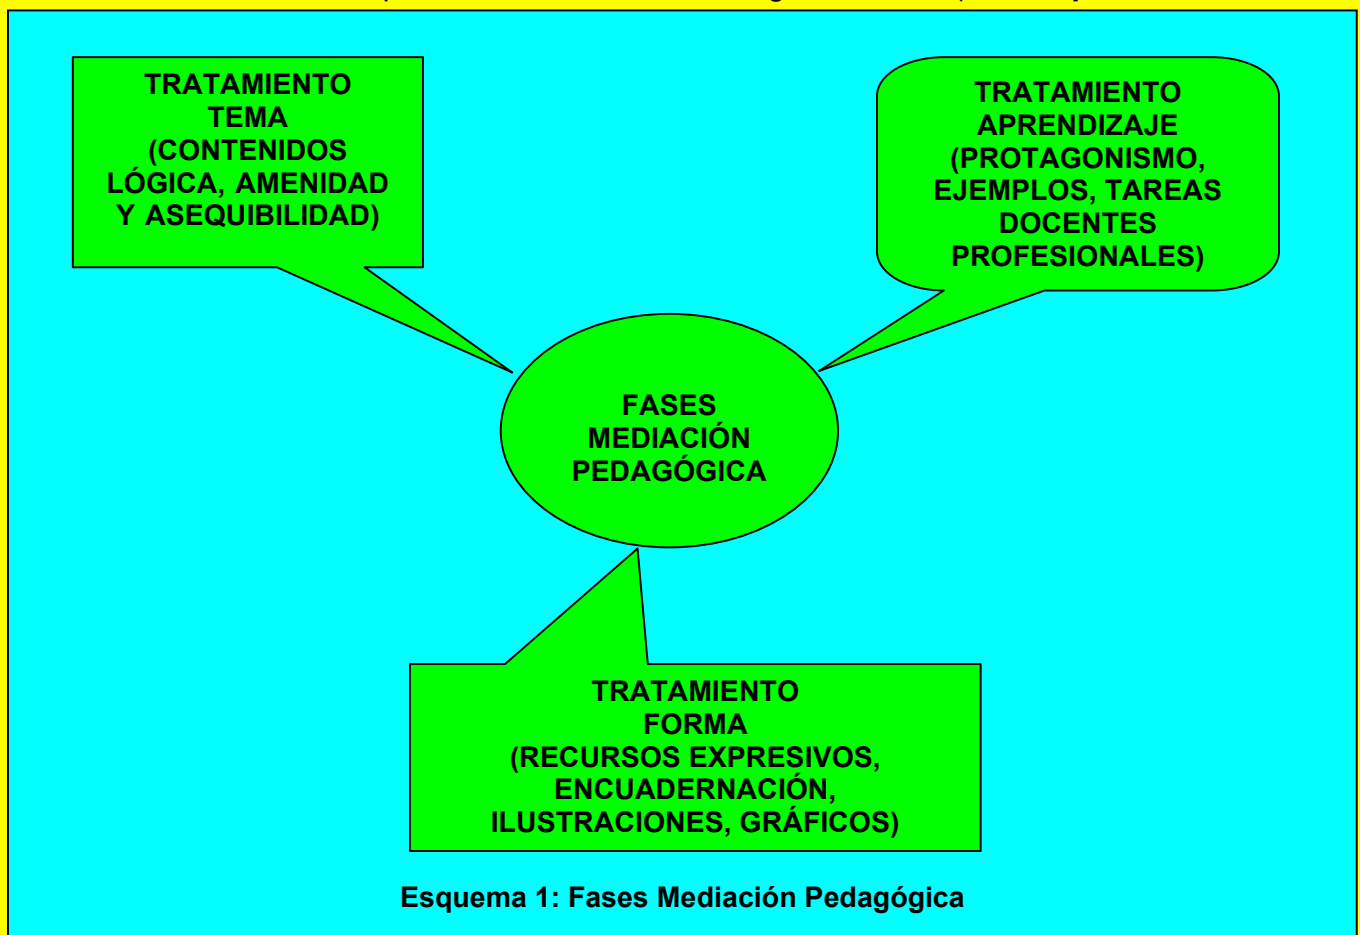 TRATAMIENTO
TEMA
(CONTENIDOS
LÓGICA, AMENIDAD
Y ASEQUIBILIDAD)
TRATAMIENTO
APRENDIZAJE
(PROTAGONISMO,
EJEMPLOS, TAREAS
DOCENTES
PROFESIONALES)
FASES
MEDIACIÓN
PEDAGÓGICA
TRATAMIENTO
FORMA
(RECURSOS EXPRESIVOS,
ENCUADERNACIÓN,
ILUSTRACIONES, GRÁFICOS)
Esquema 1: Fases Mediación Pedagógica